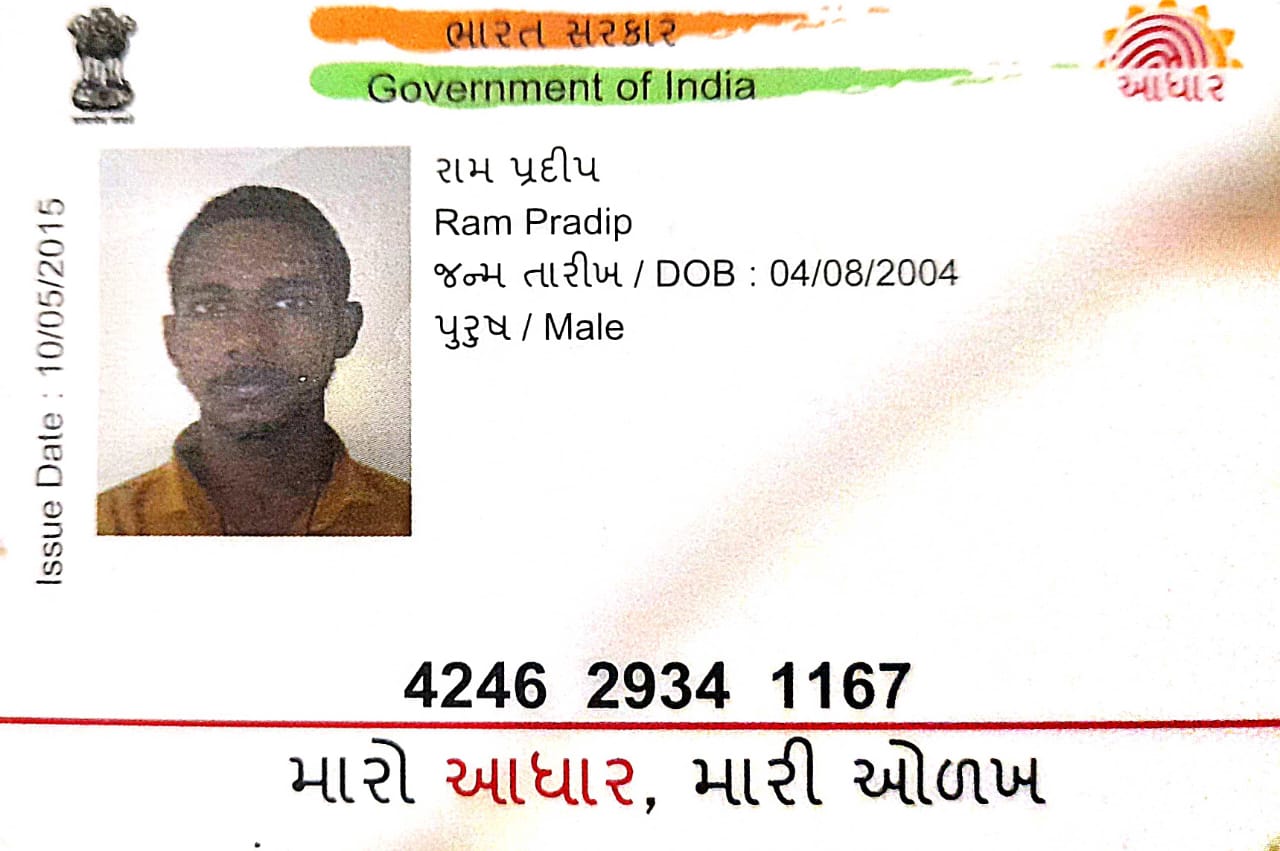 ભારત સરકાર
Government of India
આધાર
Issue Date : 10/05/2015
રામ પ્રદીપ
Ram Pradip
જન્મ તારીખ / DOB : 04/08/2004
પુરુષ / Male
4246 2934 1167
મારો આધાર, મારી ઓળખ